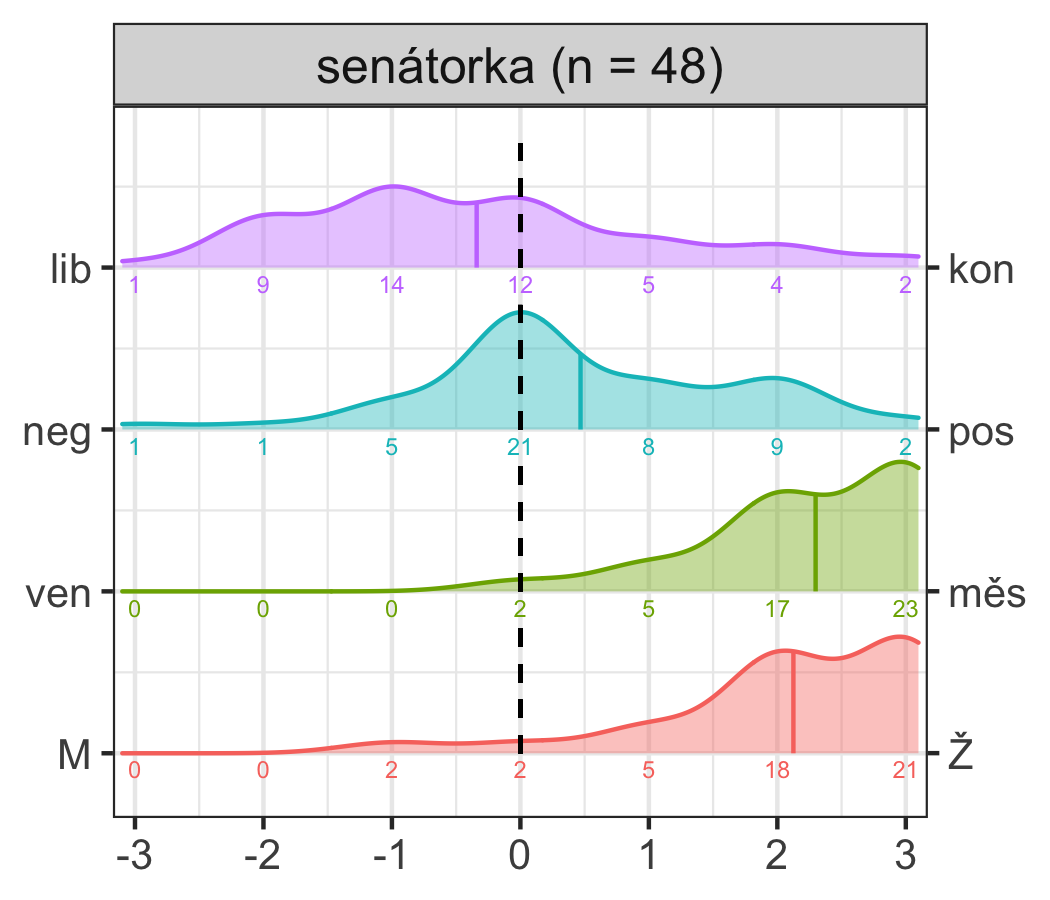 senátorka (n = 48)
lib kon
1 9 14 12 5 4 2
neg pos
1 1 5 21 8 9 2
ven měs
0 0 0 2 5 17 23
M Ž
0 0 2 2 5 18 21
-3 -2 -1 0 1 2 3